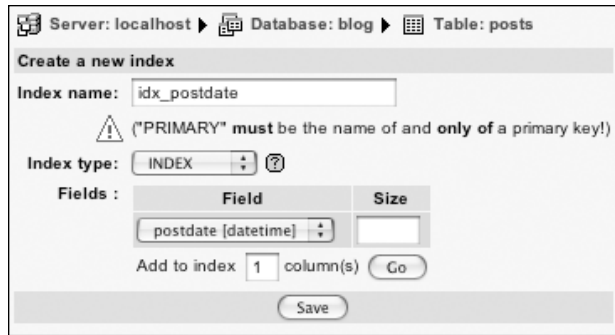 Server: localhost Database: blog Table: posts
Create a new index
Index name: idx_postdate
("PRIMARY" must be the name of and only of a primary key!)
Index type: INDEX ?
Fields : Field Size
postdate [datetime]
Add to index 1 column(s) Go
Save